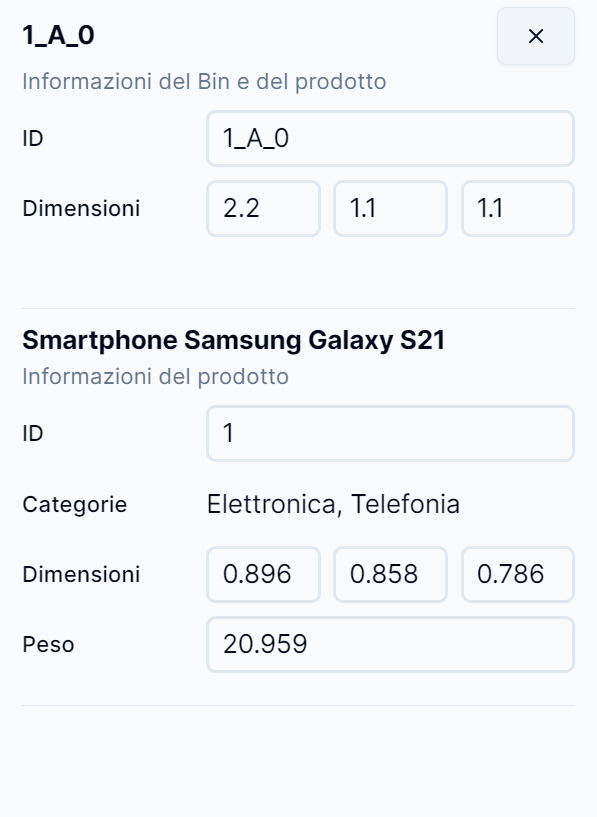 1_A_0
Informazioni del Bin e del prodotto
ID 1_A_0
Dimensioni 2.2 1.1 1.1
Smartphone Samsung Galaxy S21
Informazioni del prodotto
ID 1
Categorie Elettronica, Telefonia
Dimensioni 0.896 0.858 0.786
Peso 20.959